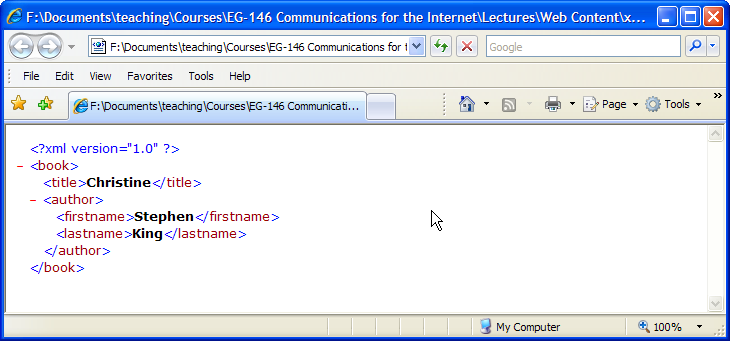 F:\Documents\teaching\Courses\EG-146 Communications for the Internet\Lectures\Web Content\x...
F:\Documents\teaching\Courses\EG-146 Communications for t
Google
File Edit View Favorites Tools Help
F:\Documents\teaching\Courses\EG-146 Communicati...
Page Tools »
<?xml version="1.0" ?>
- <book>
<title>Christine</title>
- <author>
<firstname>Stephen</firstname>
<lastname>King</lastname>
</author>
</book>
My Computer 100%